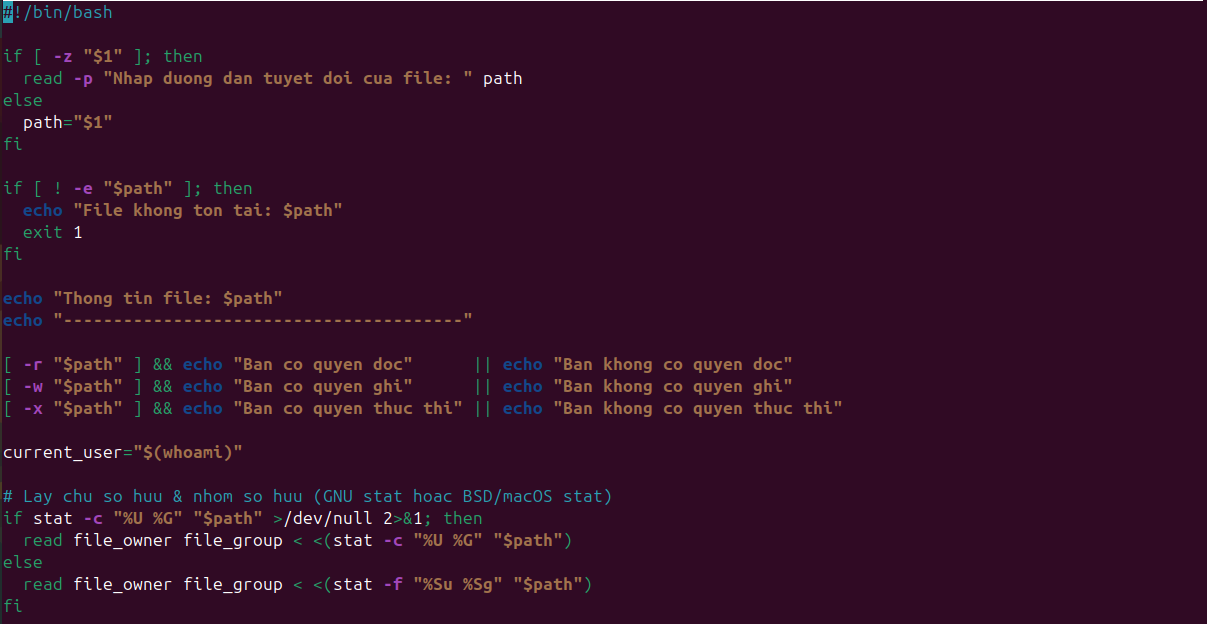 #!/bin/bash

if [ -z "$1" ]; then
  read -p "Nhap duong dan tuyet doi cua file: " path
else
  path="$1"
fi

if [ ! -e "$path" ]; then
  echo "File khong ton tai: $path"
  exit 1
fi

echo "Thong tin file: $path"
echo "----------------------------------------"

[ -r "$path" ] && echo "Ban co quyen doc"      || echo "Ban khong co quyen doc"
[ -w "$path" ] && echo "Ban co quyen ghi"      || echo "Ban khong co quyen ghi"
[ -x "$path" ] && echo "Ban co quyen thuc thi" || echo "Ban khong co quyen thuc thi"

current_user="$(whoami)"

# Lay chu so huu & nhom so huu (GNU stat hoac BSD/macOS stat)
if stat -c "%U %G" "$path" >/dev/null 2>&1; then
  read file_owner file_group < <(stat -c "%U %G" "$path")
else
  read file_owner file_group < <(stat -f "%Su %Sg" "$path")
fi